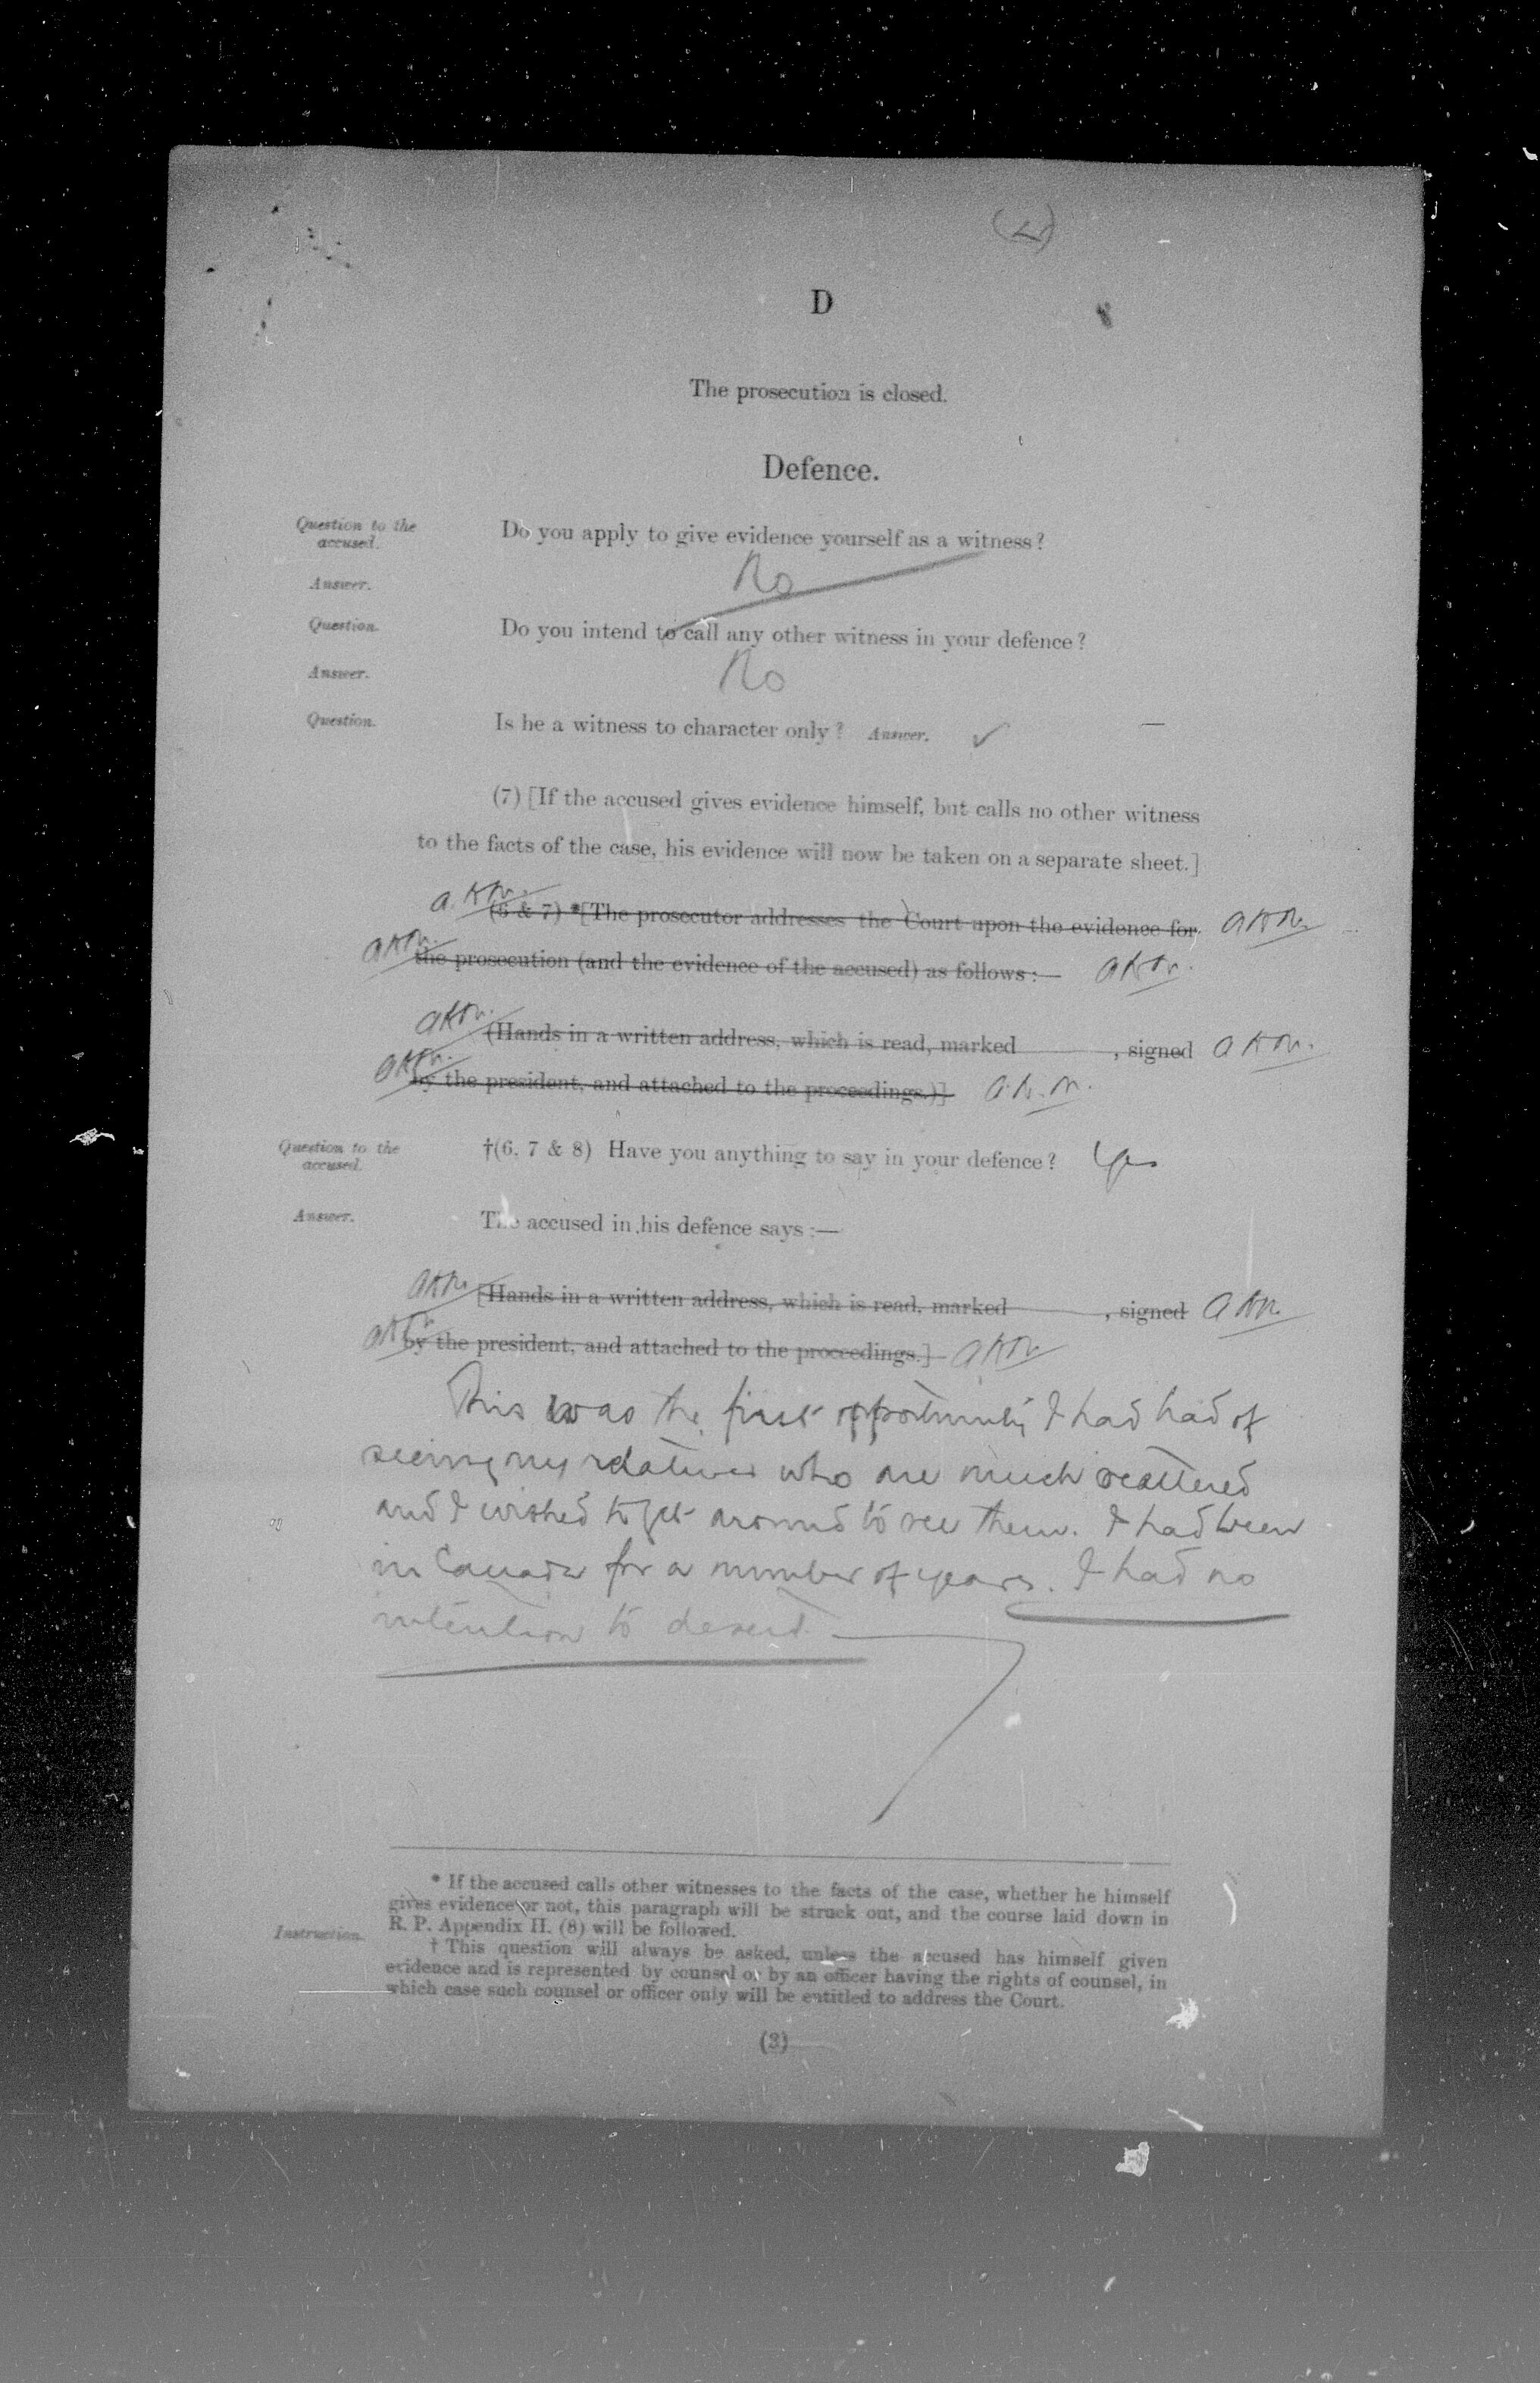 D
The prosecution is closed.
Defence.
Question to the
accused.
Do you apply to give evidence yourself as a witness?
Answer.
No
Question.
Do you intend to call any other witness in your defence?
Answer.
No
Question.
Is he a witness to character only? Answer. ✓
(7) [If the accused gives evidence himself, but calls no other witness
to the facts of the case, his evidence will now be taken on a separate sheet.]
(6 & 7) *[The prosecutor addresses the Court upon the evidence for
the prosecution (and the evidence of the accused) as follows:—
(Hands in a written address, which is read, marked , signed
by the president, and attached to the proceedings.)]
Question to the
accused.
†(6, 7 & 8) Have you anything to say in your defence? Yes
Answer.
The accused in his defence says:—
[Hands in a written address, which is read, marked , signed
by the president, and attached to the proceedings.]
This was the first opportunity I had had of
seeing my relatives who are much scattered
and I wished to get around to see them. I had been
in Canada for a number of years. I had no
intention to desert.
* If the accused calls other witnesses to the facts of the case, whether he himself
gives evidence or not, this paragraph will be struck out, and the course laid down in
R. P. Appendix II. (8) will be followed.
Instruction.
† This question will always be asked, unless the accused has himself given
evidence and is represented by counsel or by an officer having the rights of counsel, in
which case such counsel or officer only will be entitled to address the Court.
(3)